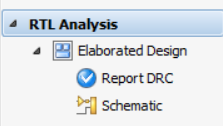 RTL Analysis
Elaborated Design
Report DRC
Schematic